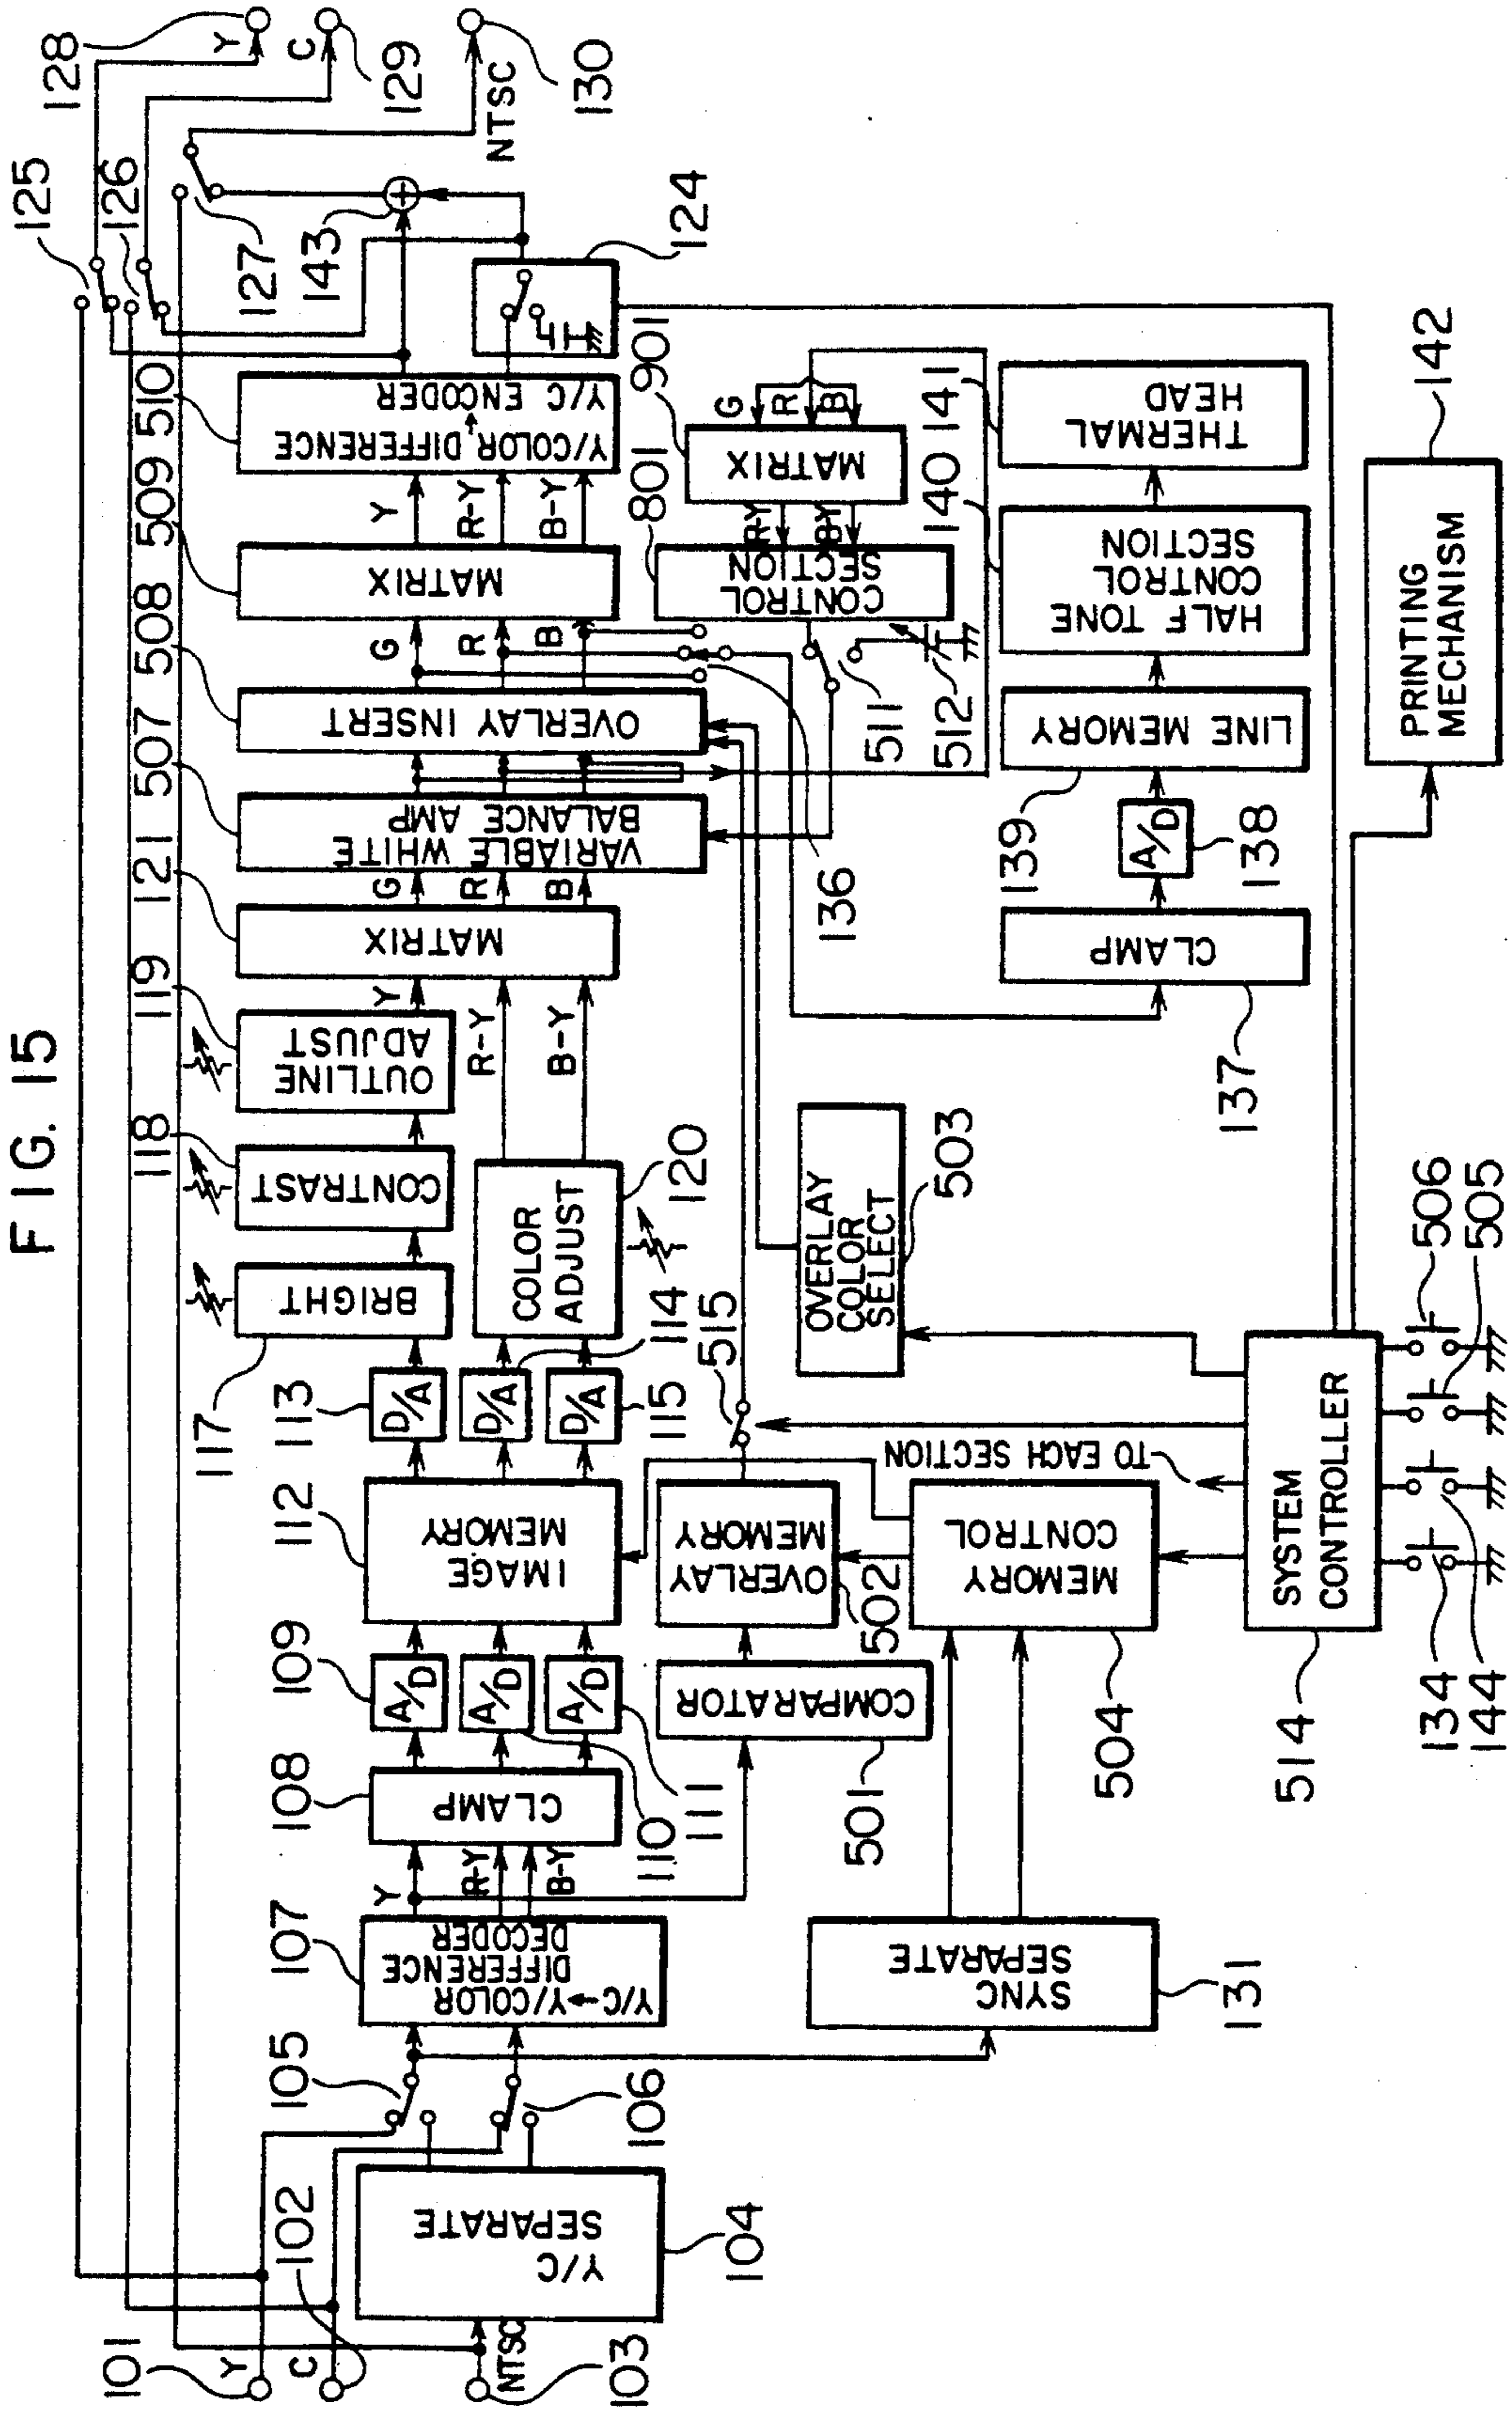 FIG. 15
101
Y
C
102
NTSC
103
Y/C
SEPARATE
104
105
106
107
Y/C→Y/COLOR
DIFFERENCE
DECODER
Y
R-Y
B-Y
108
CLAMP
109
A/D
A/D
A/D
110
111
112
IMAGE
MEMORY
113
D/A
D/A
D/A
114
115
117
BRIGHT
118
CONTRAST
119
OUTLINE
ADJUST
COLOR
ADJUST
120
Y
R-Y
B-Y
121
MATRIX
G
R
B
507
VARIABLE WHITE
BALANCE AMP
508
OVERLAY INSERT
G
R
B
509
MATRIX
Y
R-Y
B-Y
510
Y/COLOR DIFFERENCE
→
Y/C ENCODER
124
125
126
127
143
128
Y
C
129
NTSC
130
131
SYNC
SEPARATE
501
COMPARATOR
502
OVERLAY
MEMORY
515
504
MEMORY
CONTROL
TO EACH SECTION
503
OVERLAY
COLOR
SELECT
514
SYSTEM
CONTROLLER
134
144
505
506
136
511
512
801
CONTROL
SECTION
R-Y
B-Y
901
MATRIX
G
R
B
137
CLAMP
138
A/D
139
LINE MEMORY
140
HALF TONE
CONTROL
SECTION
141
THERMAL
HEAD
142
PRINTING
MECHANISM